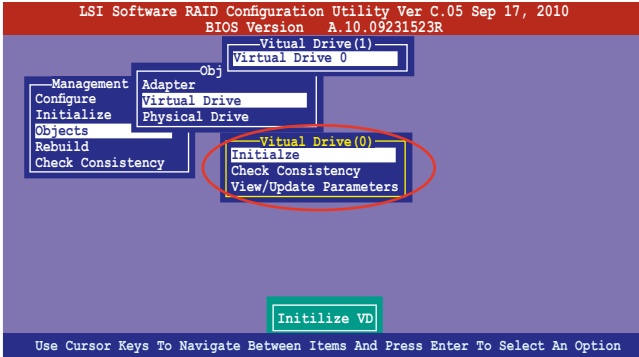 LSI Software RAID Configuration Utility Ver C.05 Sep 17, 2010
BIOS Version A.10.09231523R
Vitual Drive(1)
Virtual Drive 0
Obj
Adapter
Virtual Drive
Physical Drive
Management
Configure
Initialize
Objects
Rebuild
Check Consistency
Vitual Drive(0)
Initialze
Check Consistency
View/Update Parameters
Initilize VD
Use Cursor Keys To Navigate Between Items And Press Enter To Select An Option